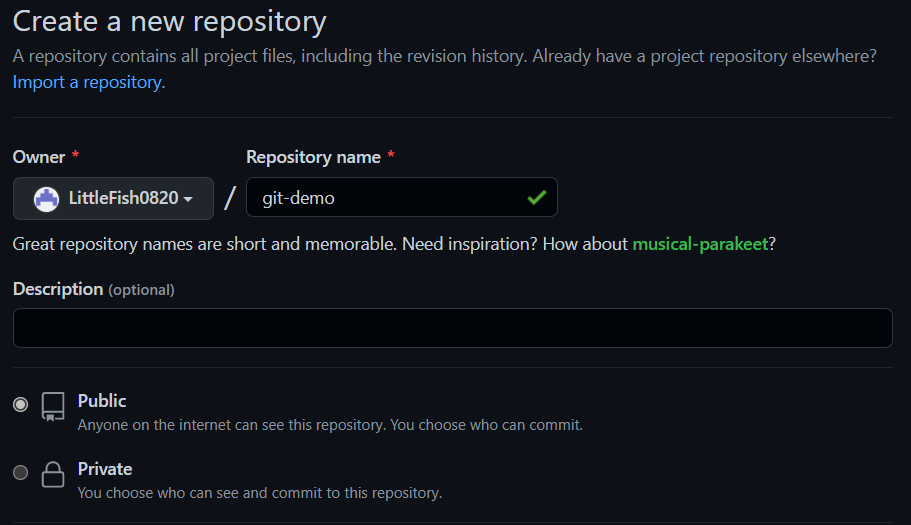 Create a new repository
A repository contains all project files, including the revision history. Already have a project repository elsewhere?
Import a repository.
Owner * Repository name *
LittleFish0820 / git-demo
Great repository names are short and memorable. Need inspiration? How about musical-parakeet?
Description (optional)
Public
Anyone on the internet can see this repository. You choose who can commit.
Private
You choose who can see and commit to this repository.